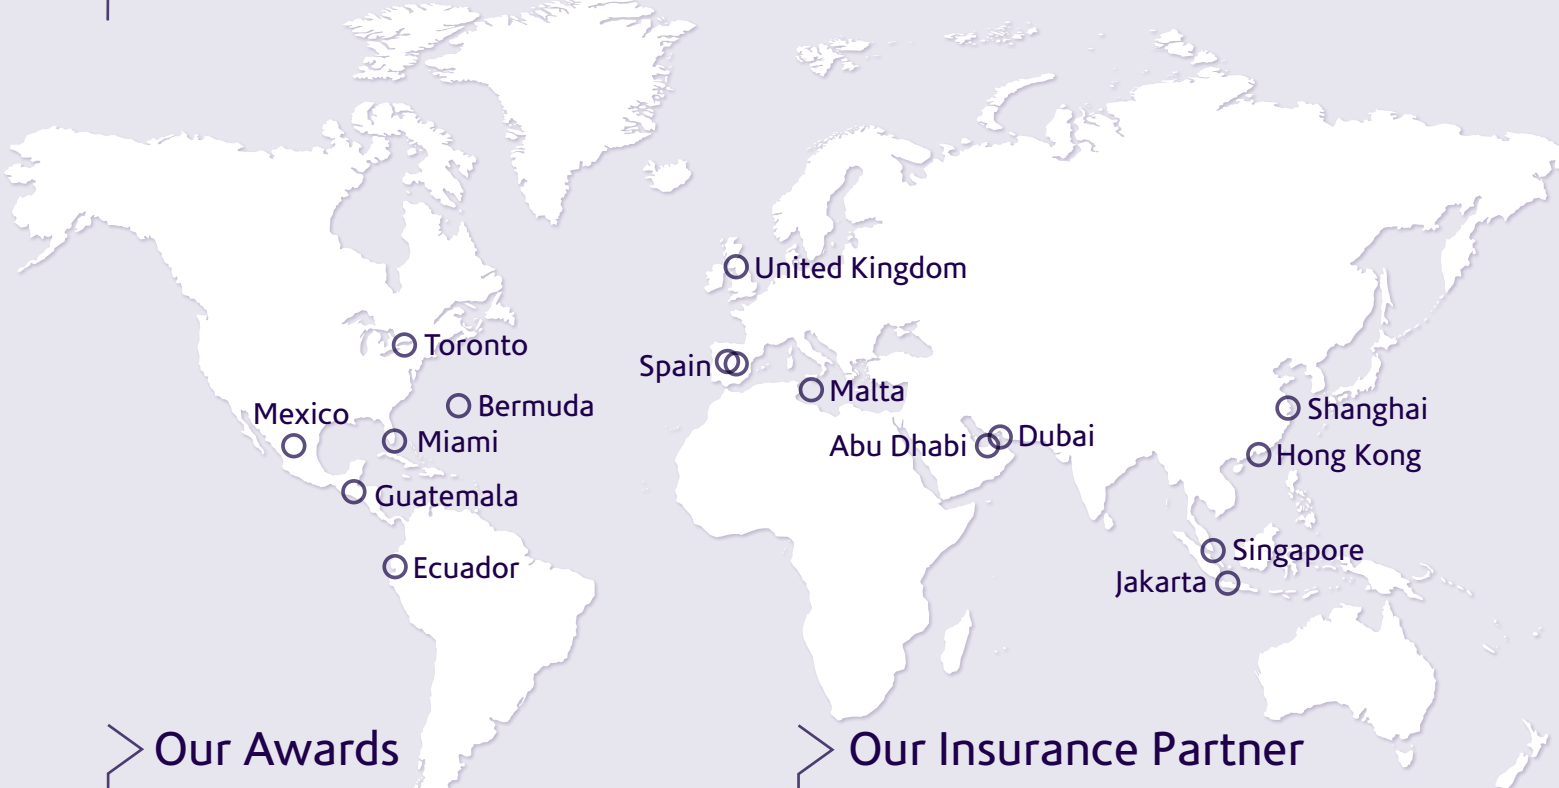 United Kingdom
Toronto
Spain
Malta
Bermuda
Mexico
Miami
Shanghai
Dubai
Abu Dhabi
Hong Kong
Guatemala
Singapore
Ecuador
Jakarta
Our Awards
Our Insurance Partner